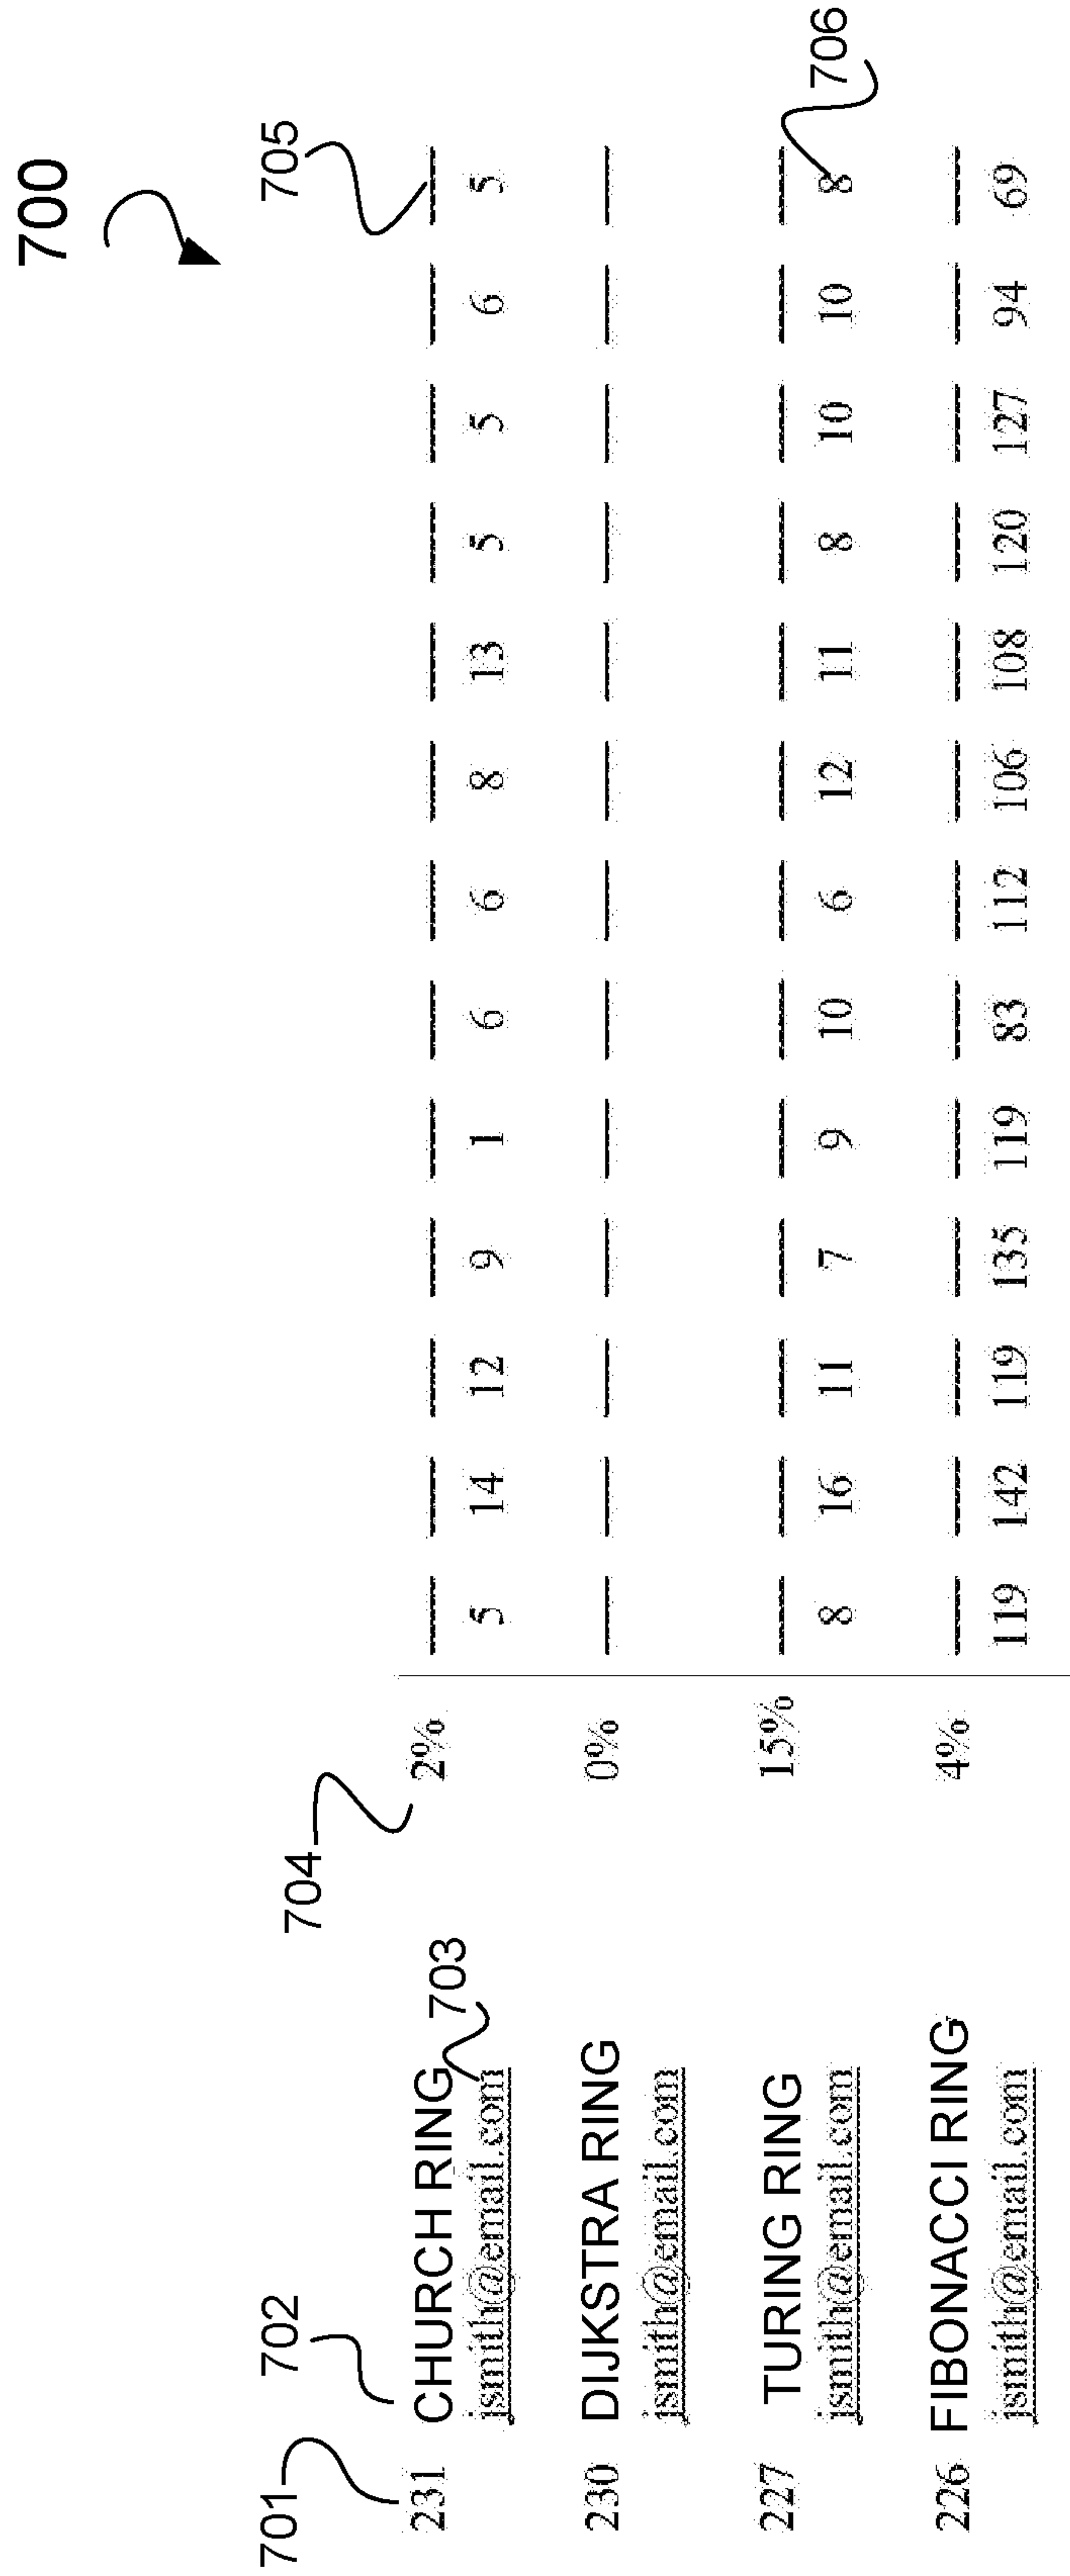 700
701 702 703 704 705 706
231 CHURCH RING 2%
jsmith@email.com 5 14 12 9 1 6 6 8 13 5 5 6 5
230 DIJKSTRA RING 0%
jsmith@email.com
227 TURING RING 15%
jsmith@email.com 8 16 11 7 9 10 6 12 11 8 10 10 8
226 FIBONACCI RING 4%
jsmith@email.com 119 142 119 135 119 83 112 106 108 120 127 94 69